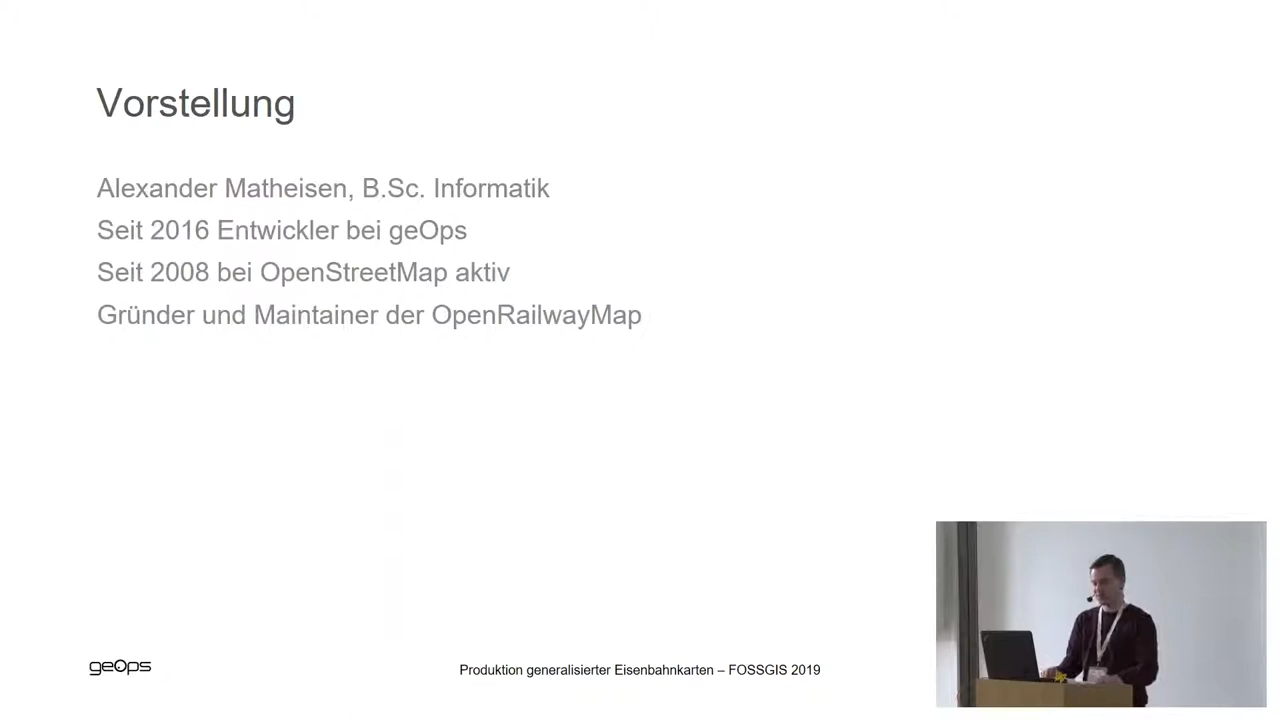 Vorstellung
Alexander Matheisen, B.Sc. Informatik
Seit 2016 Entwickler bei geOps
Seit 2008 bei OpenStreetMap aktiv
Gründer und Maintainer der OpenRailwayMap
geOps
Produktion generalisierter Eisenbahnkarten – FOSSGIS 2019